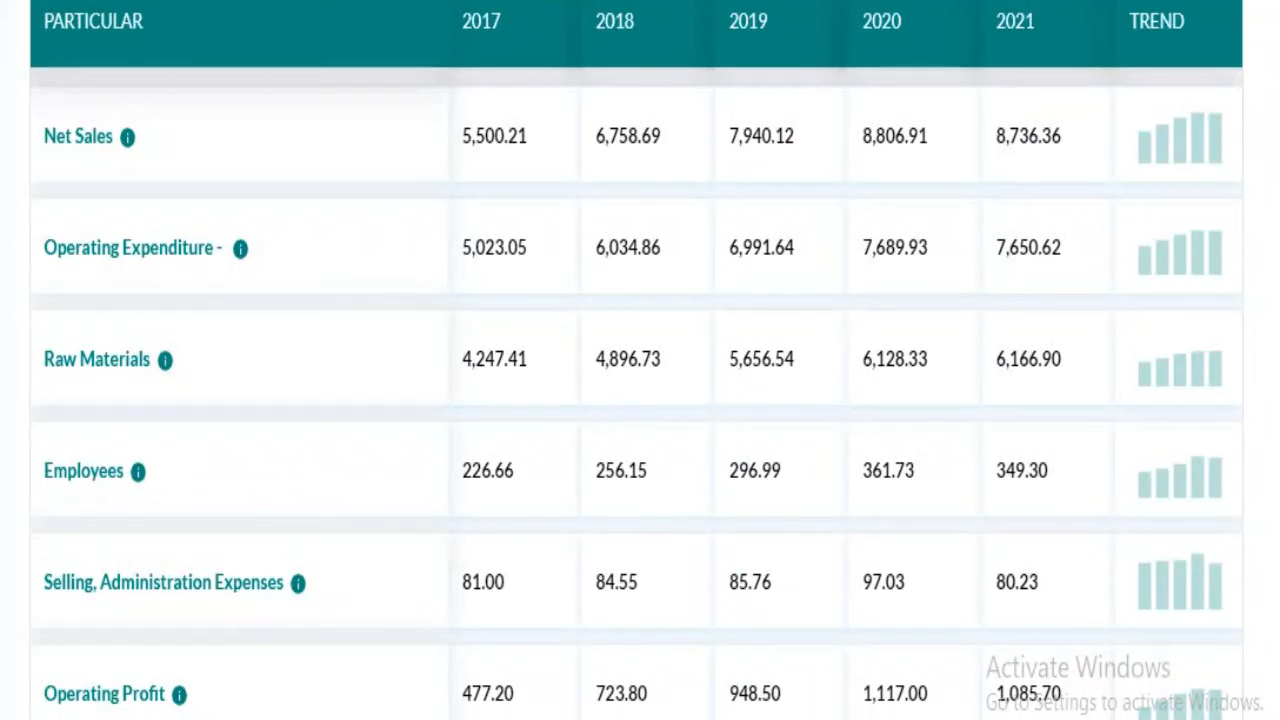 PARTICULAR 2017 2018 2019 2020 2021 TREND
Net Sales 5,500.21 6,758.69 7,940.12 8,806.91 8,736.36
Operating Expenditure - 5,023.05 6,034.86 6,991.64 7,689.93 7,650.62
Raw Materials 4,247.41 4,896.73 5,656.54 6,128.33 6,166.90
Employees 226.66 256.15 296.99 361.73 349.30
Selling, Administration Expenses 81.00 84.55 85.76 97.03 80.23
Activate Windows
Operating Profit 477.20 723.80 948.50 1,117.00 1,085.70
Go to Settings to activate Windows.